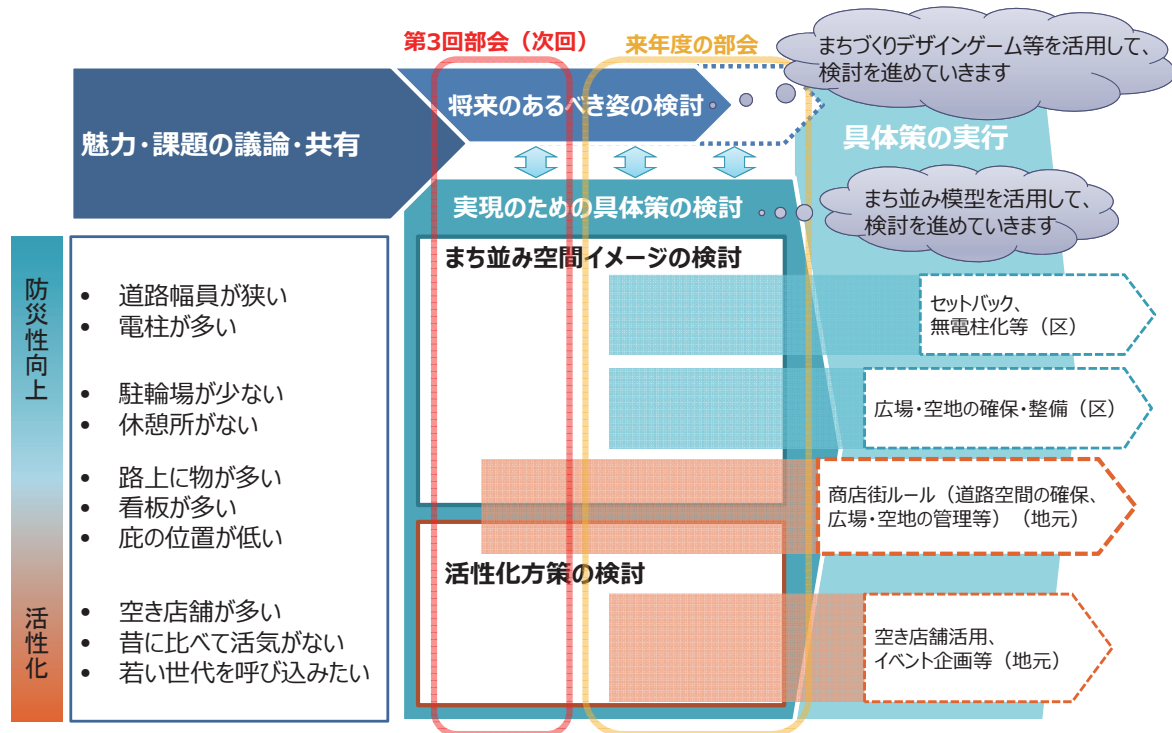 第3回部会（次回）
来年度の部会
まちづくりデザインゲーム等を活用して、
検討を進めていきます
魅力・課題の議論・共有
将来のあるべき姿の検討
具体策の実行
実現のための具体策の検討
まち並み模型を活用して、
検討を進めていきます
まち並み空間イメージの検討
防災性向上
活性化
• 道路幅員が狭い
• 電柱が多い
• 駐輪場が少ない
• 休憩所がない
• 路上に物が多い
• 看板が多い
• 庇の位置が低い
• 空き店舗が多い
• 昔に比べて活気がない
• 若い世代を呼び込みたい
セットバック、
無電柱化等（区）
広場・空地の確保・整備（区）
商店街ルール（道路空間の確保、
広場・空地の管理等）（地元）
活性化方策の検討
空き店舗活用、
イベント企画等（地元）